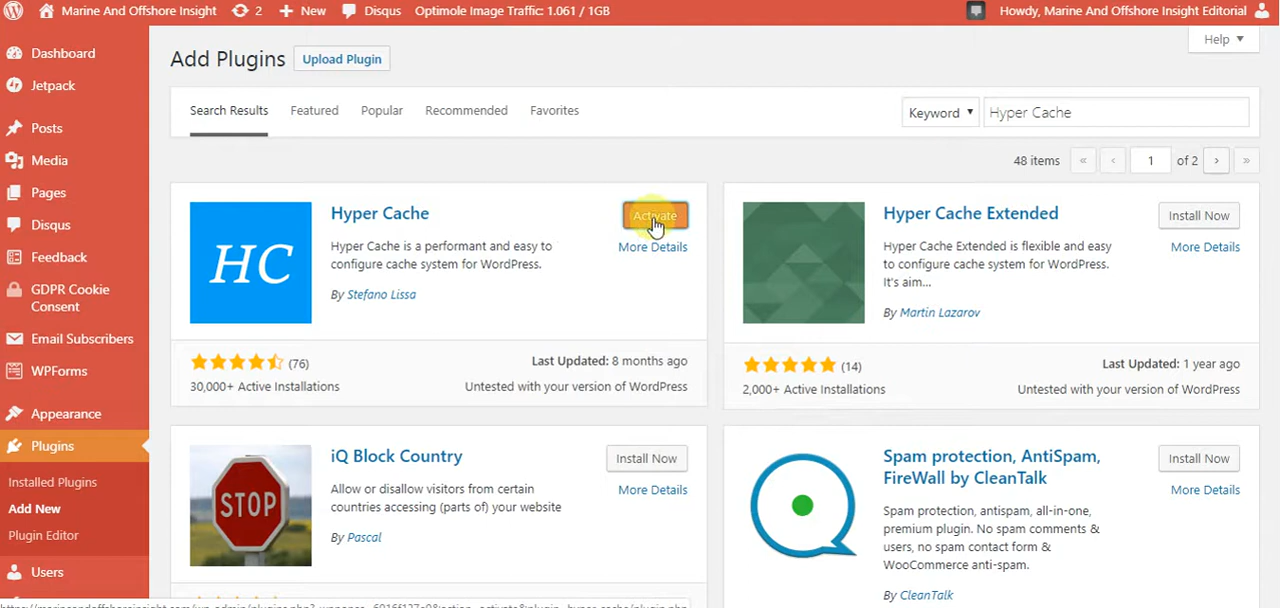 Marine And Offshore Insight 2 New Disqus Optimole Image Traffic: 1.061 / 1GB Howdy, Marine And Offshore Insight Editorial
Dashboard
Jetpack
Posts
Media
Pages
Disqus
Feedback
GDPR Cookie
Consent
Email Subscribers
WPForms
Appearance
Plugins
Installed Plugins
Add New
Plugin Editor
Users
Help
Add Plugins Upload Plugin
Search Results Featured Popular Recommended Favorites Keyword Hyper Cache
48 items « ‹ 1 of 2 › »
HC
Hyper Cache
Activate
More Details
Hyper Cache is a performant and easy to
configure cache system for WordPress.
By Stefano Lissa
(76)
30,000+ Active Installations
Last Updated: 8 months ago
Untested with your version of WordPress
Hyper Cache Extended
Install Now
More Details
Hyper Cache Extended is flexible and easy
to configure cache system for WordPress.
It's aim...
By Martin Lazarov
(14)
2,000+ Active Installations
Last Updated: 1 year ago
Untested with your version of WordPress
STOP
iQ Block Country
Install Now
More Details
Allow or disallow visitors from certain
countries accessing (parts of) your website
By Pascal
Spam protection, AntiSpam,
FireWall by CleanTalk
Install Now
More Details
Spam protection, antispam, all-in-one,
premium plugin. No spam comments &
users, no spam contact form &
WooCommerce anti-spam.
By CleanTalk